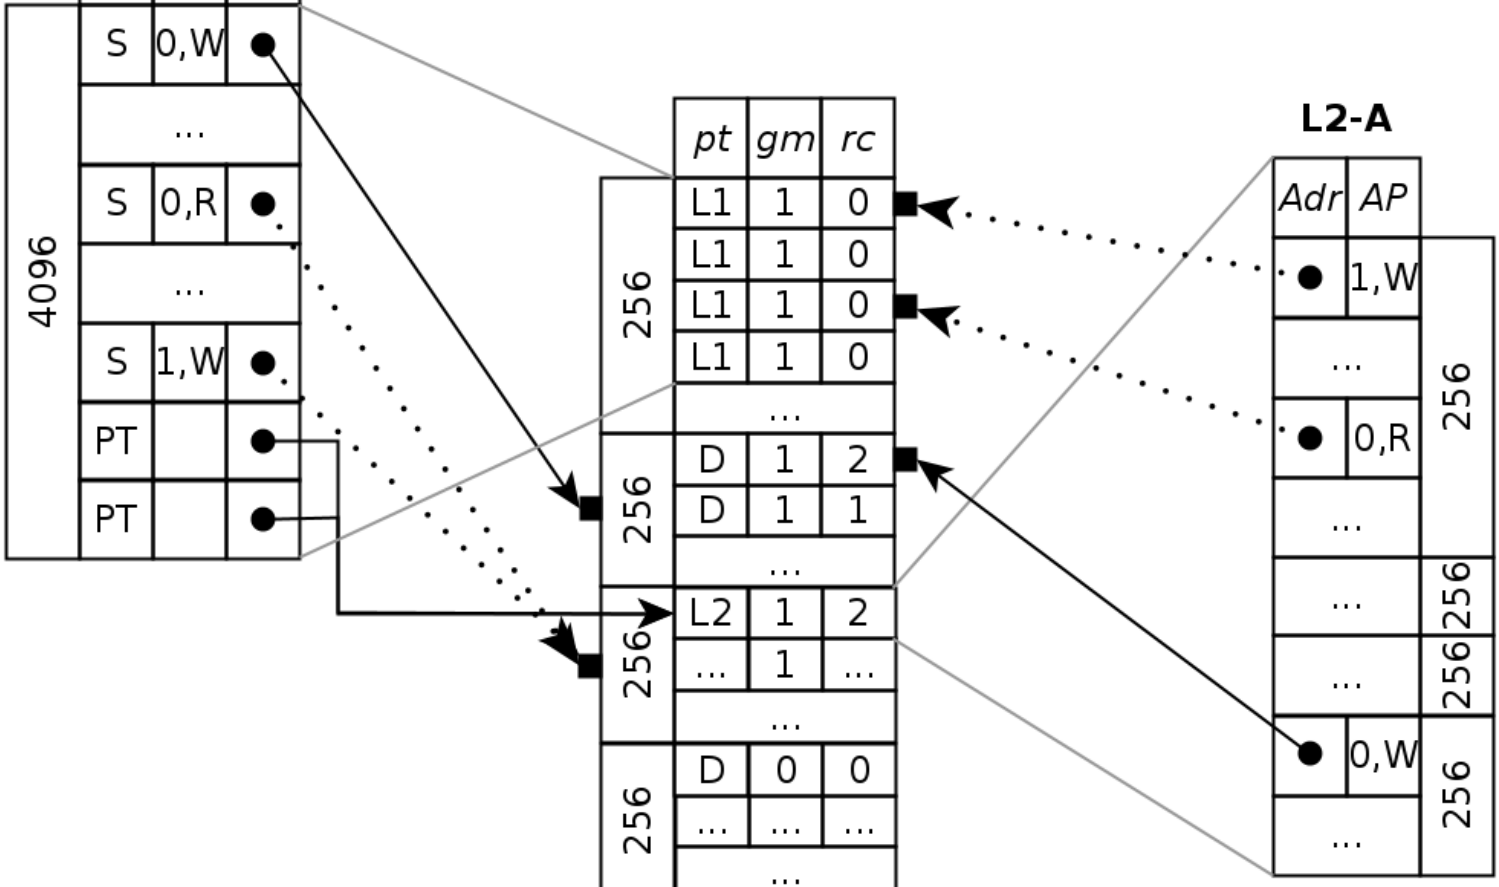 4096
S 0,W
...
S 0,R
...
S 1,W
PT
PT
pt gm rc
256
L1 1 0
L1 1 0
L1 1 0
L1 1 0
...
256
D 1 2
D 1 1
...
256
L2 1 2
... 1 ...
...
256
D 0 0
... ... ...
...
L2-A
Adr AP
1,W
...
0,R
...
256
...
256
...
256
0,W
...
256